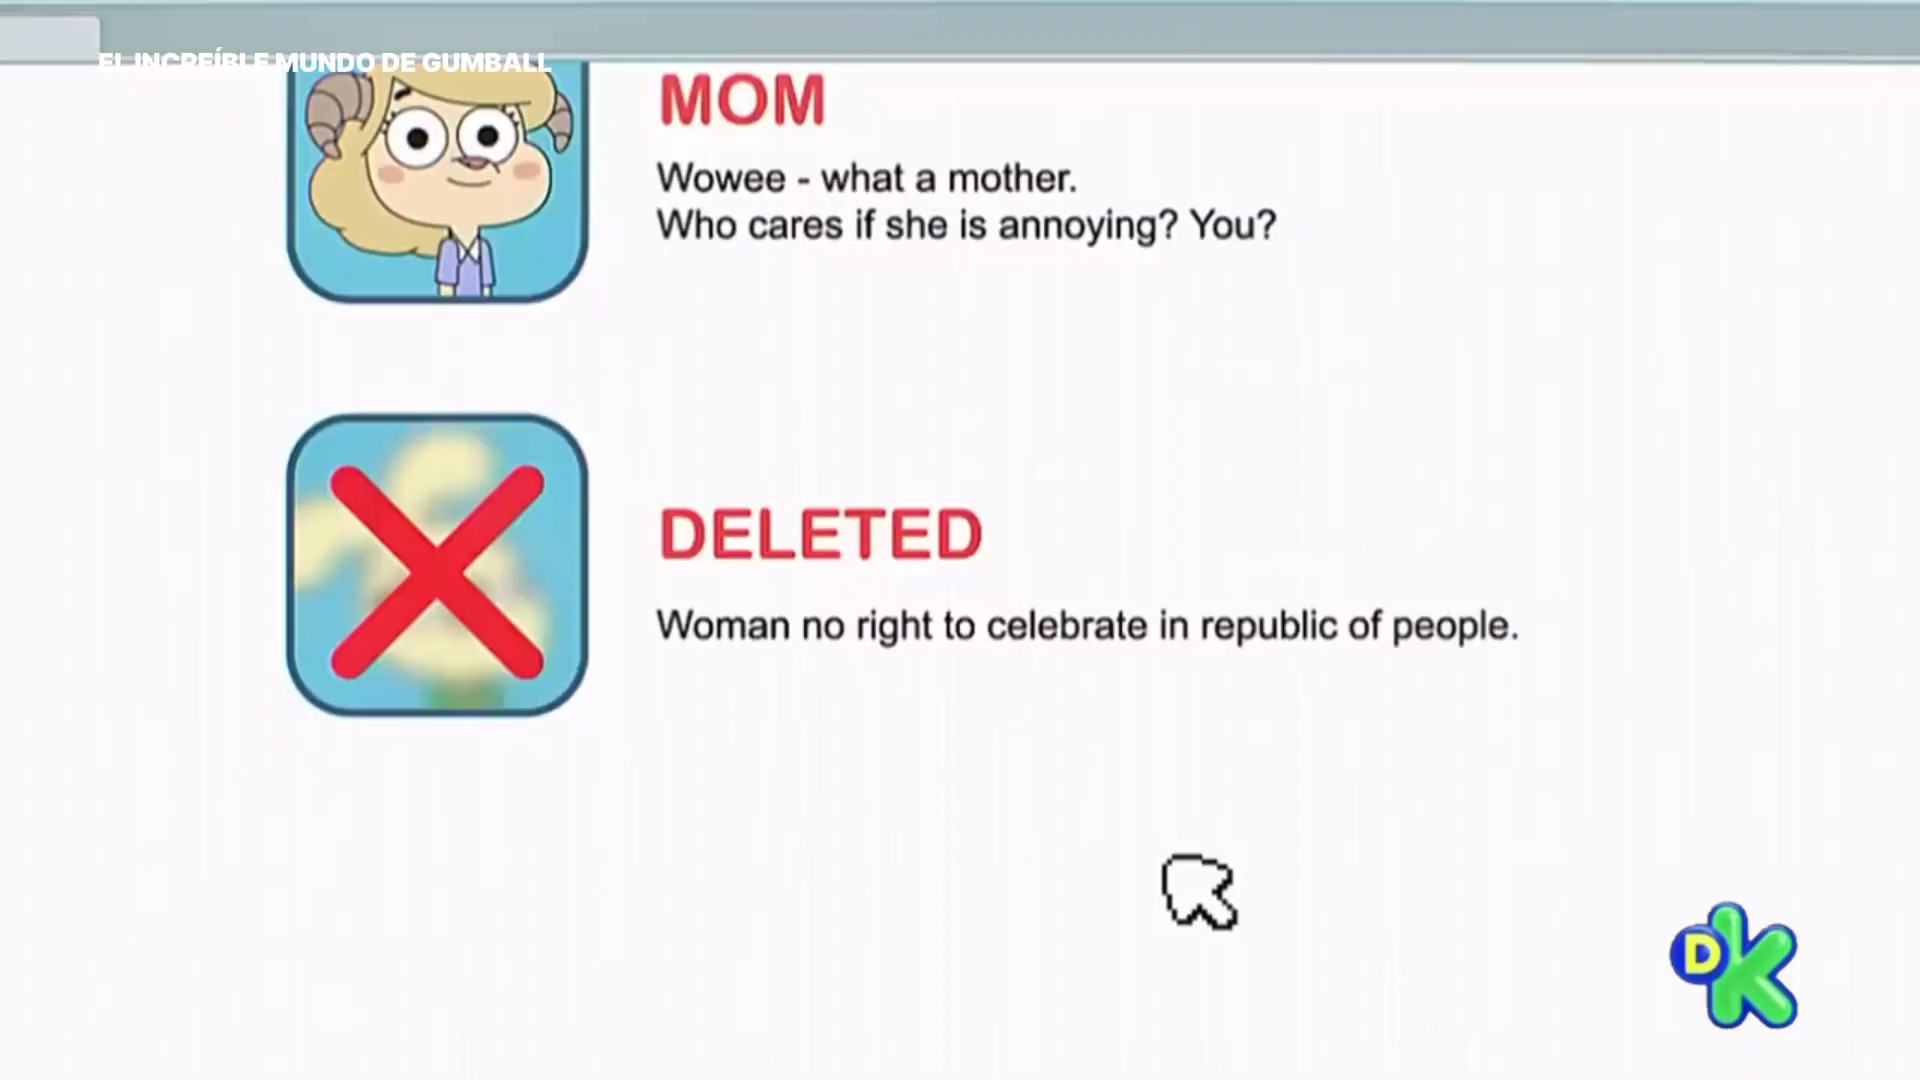 EL INCREÍBLE MUNDO DE GUMBALL
MOM
Wowee - what a mother.
Who cares if she is annoying? You?
DELETED
Woman no right to celebrate in republic of people.
DK